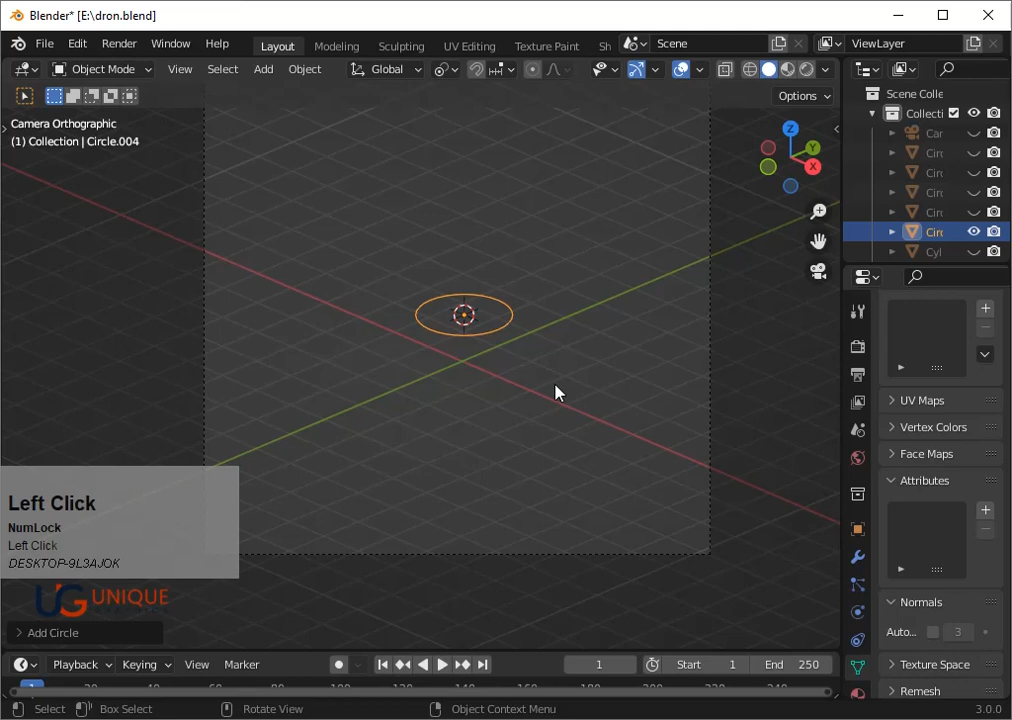 Blender* [E:\dron.blend]
File Edit Render Window Help Layout Modeling Sculpting UV Editing Texture Paint Sh Scene ViewLayer
Object Mode View Select Add Object Global
Options
Camera Orthographic
(1) Collection | Circle.004
Z
Y
X
Scene Colle
Collecti
Car
Circ
Circ
Circ
Circ
Circ
Cyl
UV Maps
Vertex Colors
Face Maps
Attributes
Normals
Auto... 3
Texture Space
Remesh
Left Click
NumLock
Left Click
DESKTOP-9L3AJOK
UG UNIQUE
Add Circle
Playback Keying View Marker 1 Start 1 End 250
1
Select Box Select Rotate View Object Context Menu 3.0.0